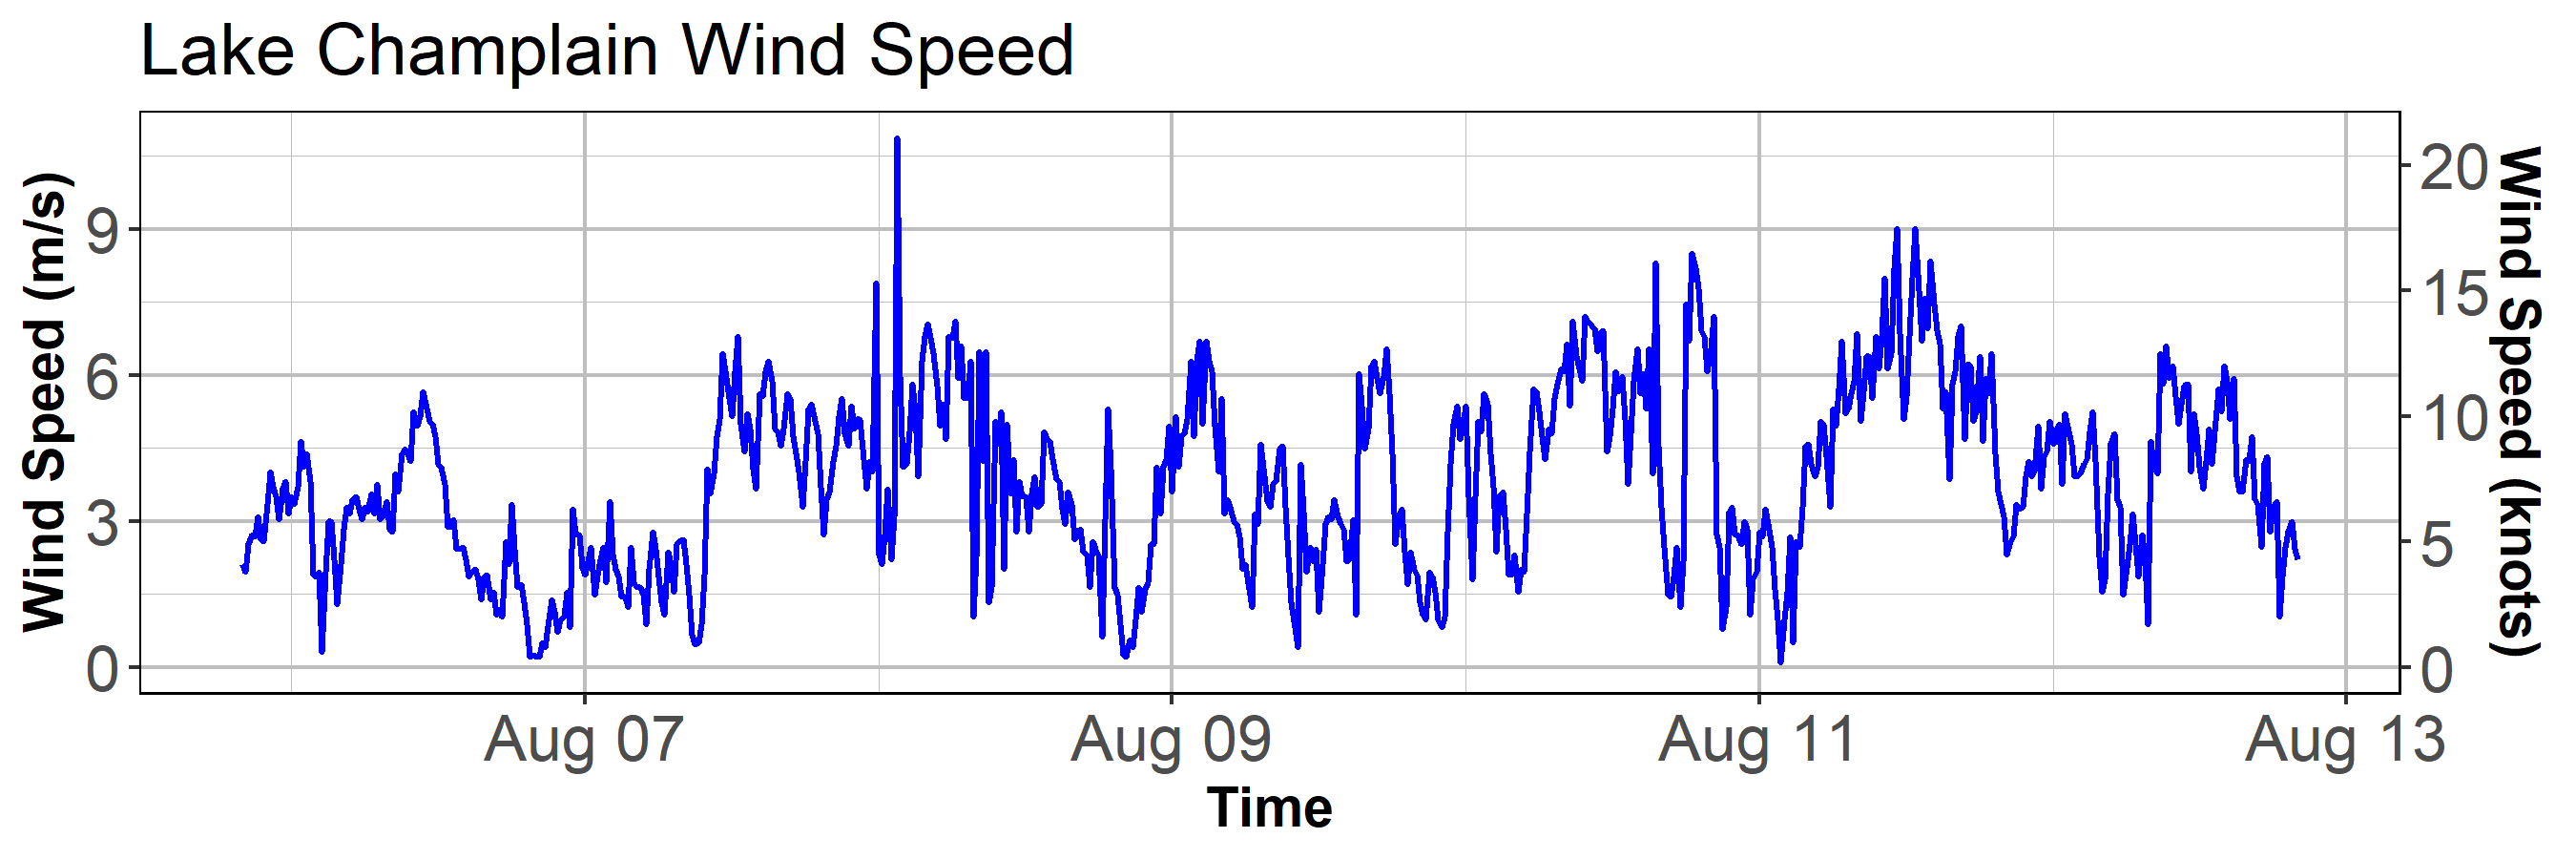 Lake Champlain Wind Speed
Wind Speed (m/s)
9
6
3
0
20
15
10
5
0
Wind Speed (knots)
Aug 07
Aug 09
Aug 11
Aug 13
Time